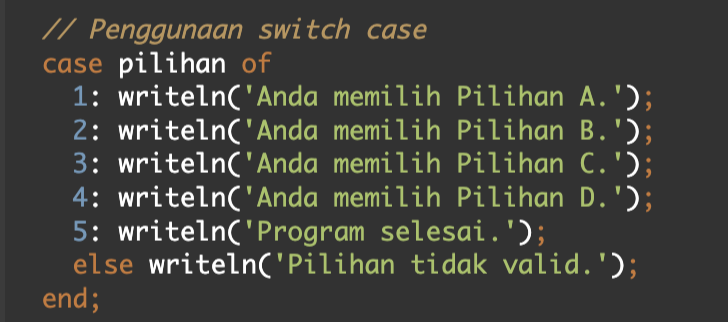 // Penggunaan switch case
case pilihan of
1: writeln('Anda memilih Pilihan A.');
2: writeln('Anda memilih Pilihan B.');
3: writeln('Anda memilih Pilihan C.');
4: writeln('Anda memilih Pilihan D.');
5: writeln('Program selesai.');
else writeln('Pilihan tidak valid.');
end;